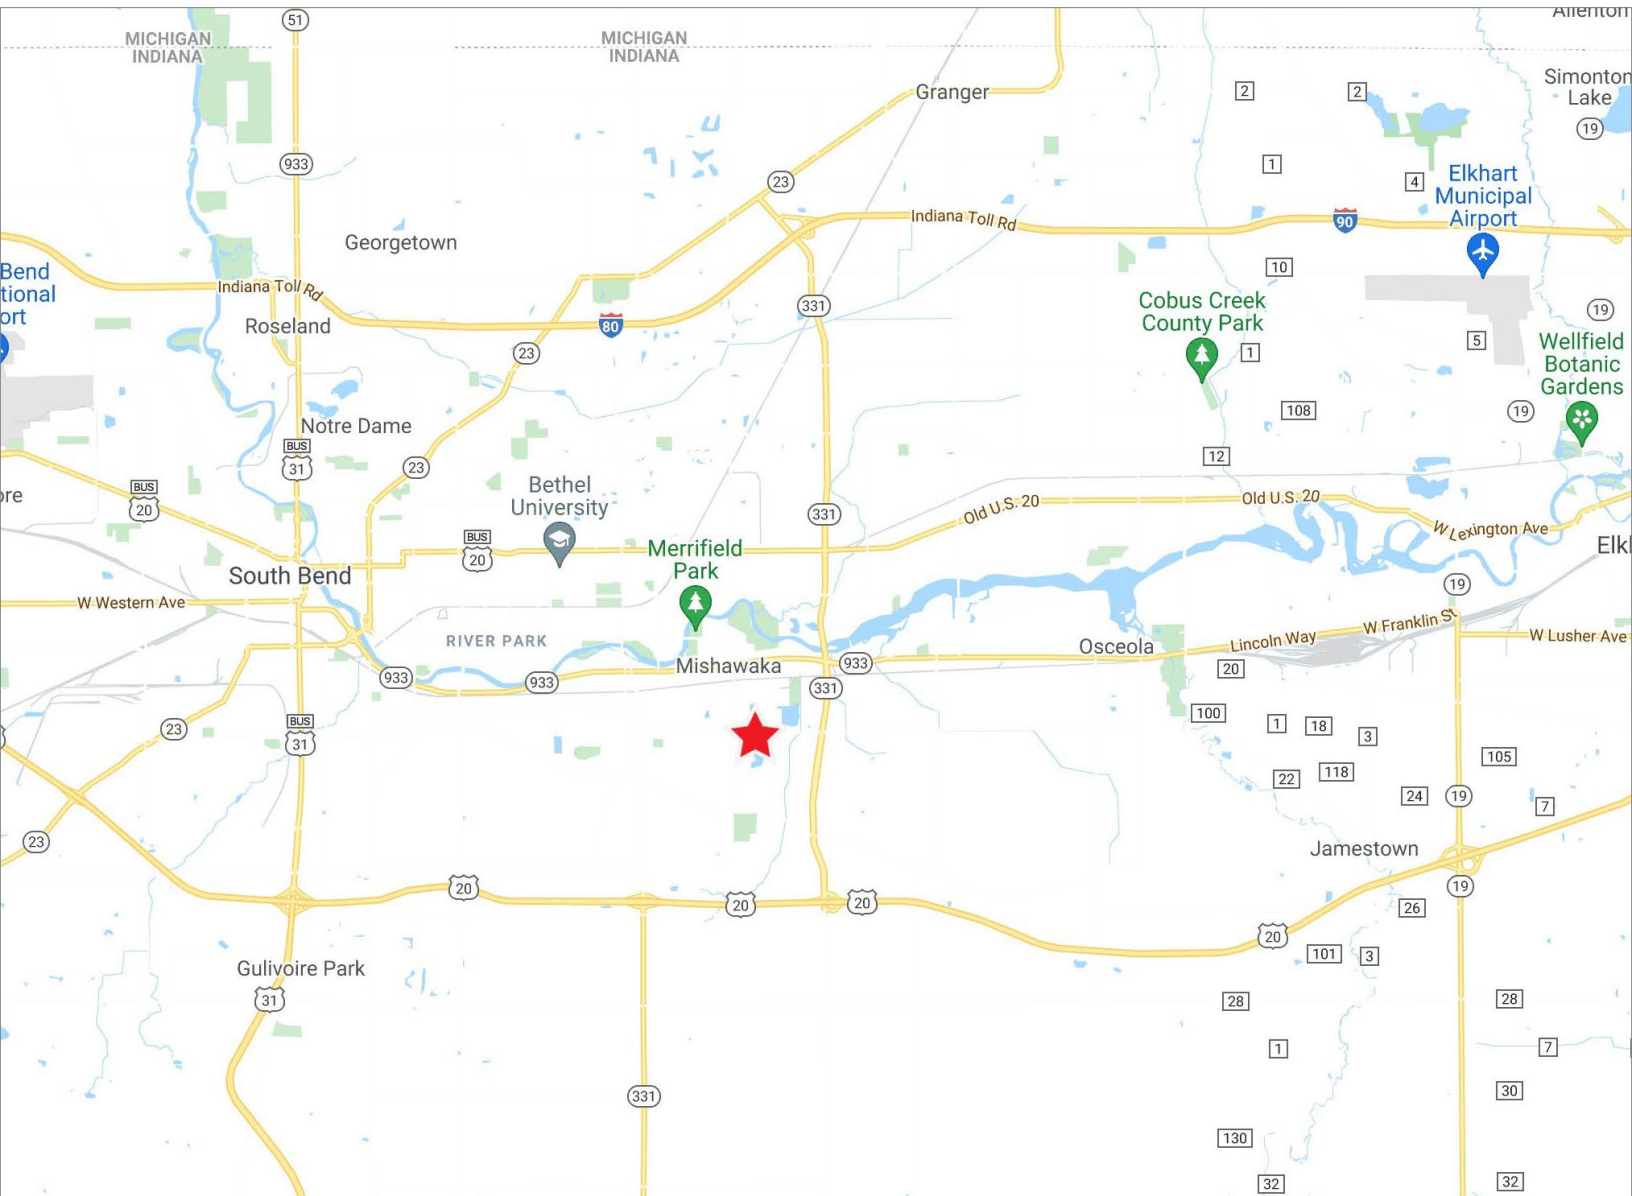 51
Allenton
MICHIGAN
INDIANA
MICHIGAN
INDIANA
Granger
2
2
Simonton
Lake
19
933
1
23
4
Elkhart
Municipal
Airport
Indiana Toll Rd
90
Georgetown
Bend
tional
ort
Indiana Toll Rd
10
Cobus Creek
County Park
331
19
Roseland
80
23
1
5
Wellfield
Botanic
Gardens
108
19
Notre Dame
BUS
31
23
12
BUS
20
ore
Bethel
University
Old U.S. 20
Old U.S. 20
331
W Lexington Ave
BUS
20
Merrifield
Park
Elkl
South Bend
19
W Western Ave
RIVER PARK
W Franklin St
Lincoln Way
W Lusher Ave
Osceola
Mishawaka
933
20
933
933
331
100
1
18
3
BUS
31
23
105
22
118
24
19
7
23
Jamestown
20
20
20
19
26
20
101
3
Gulivoire Park
31
28
28
1
7
331
30
130
32
32